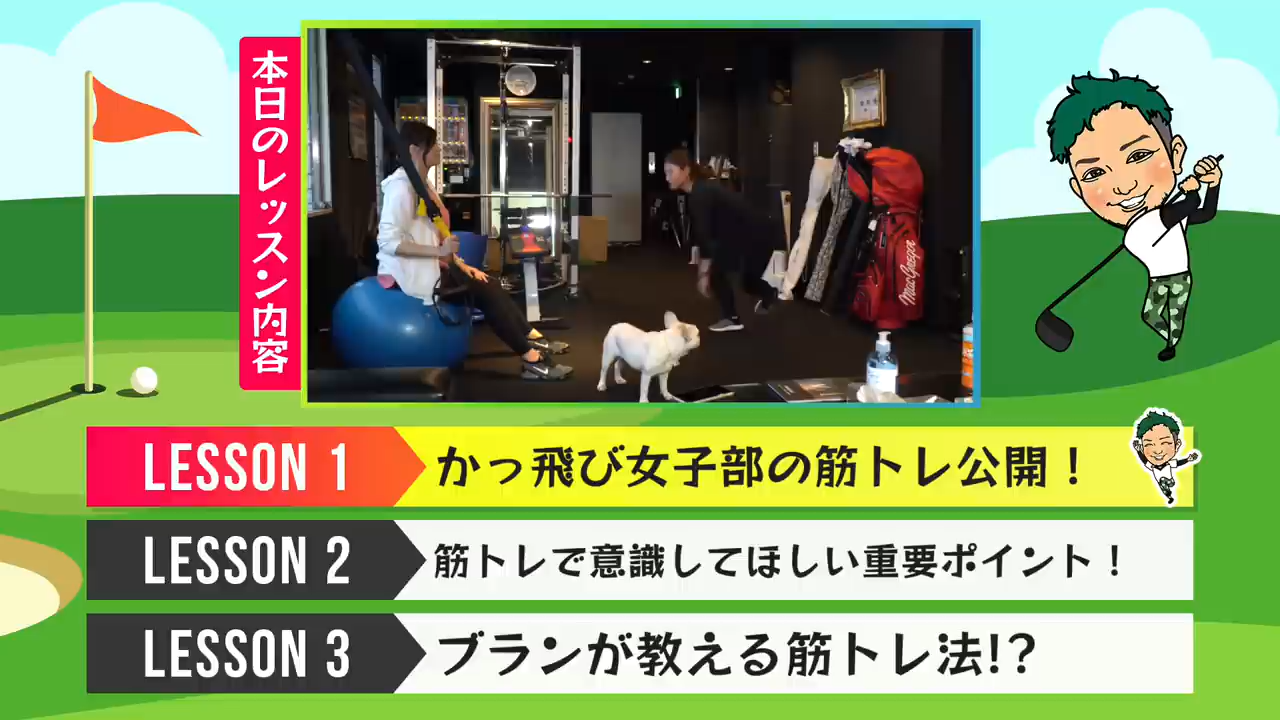 本日のレッスン内容
MacGregor
LESSON 1
かっ飛び女子部の筋トレ公開！
LESSON 2
筋トレで意識してほしい重要ポイント！
LESSON 3
ブランが教える筋トレ法!?